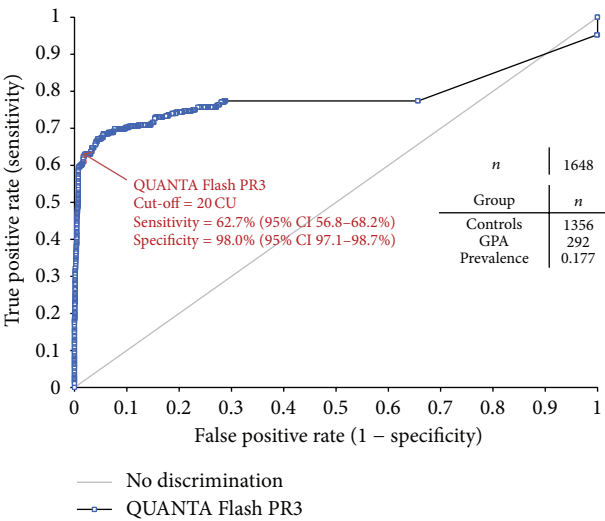 True positive rate (sensitivity)
1
0.9
0.8
0.7
0.6
0.5
0.4
0.3
0.2
0.1
0
QUANTA Flash PR3
Cut-off = 20 CU
Sensitivity = 62.7% (95% CI 56.8–68.2%)
Specificity = 98.0% (95% CI 97.1–98.7%)
n 1648
Group n
Controls 1356
GPA 292
Prevalence 0.177
0 0.1 0.2 0.3 0.4 0.5 0.6 0.7 0.8 0.9 1
False positive rate (1 − specificity)
No discrimination
QUANTA Flash PR3